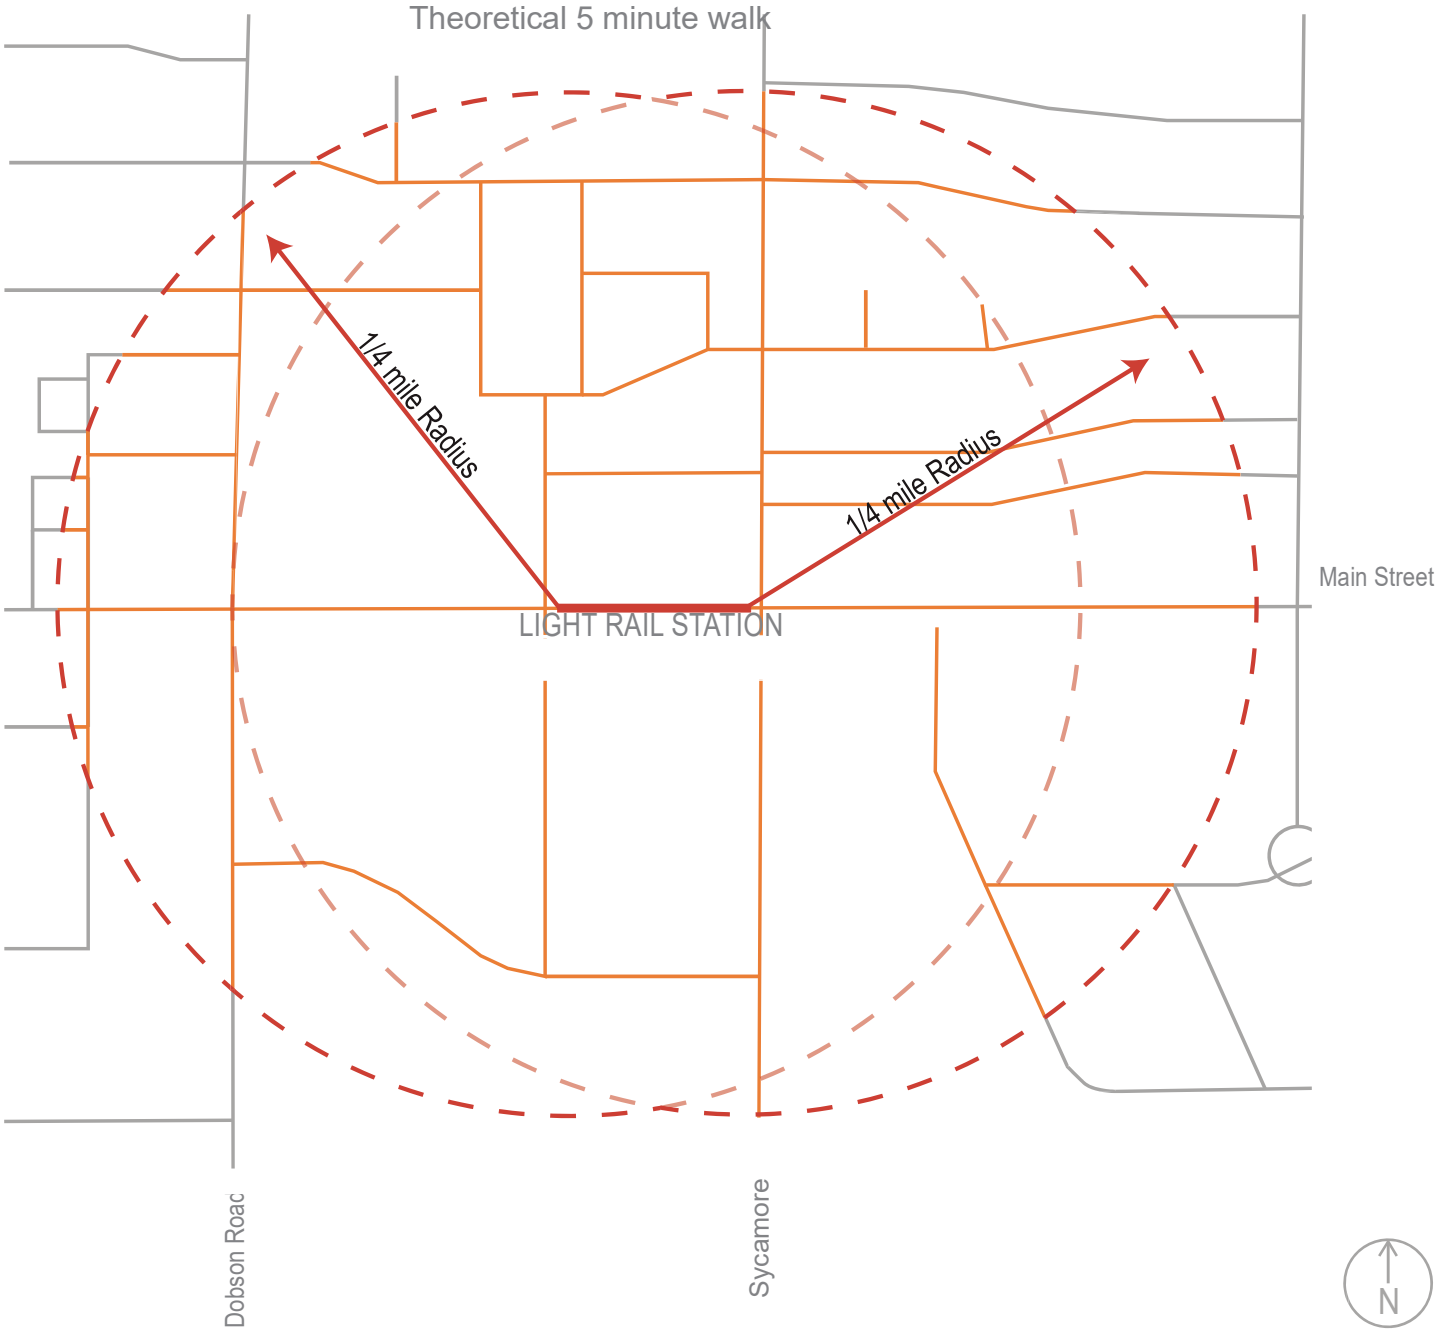 Theoretical 5 minute walk
1/4 mile Radius
1/4 mile Radius
Main Street
LIGHT RAIL STATION
Dobson Road
Sycamore
N